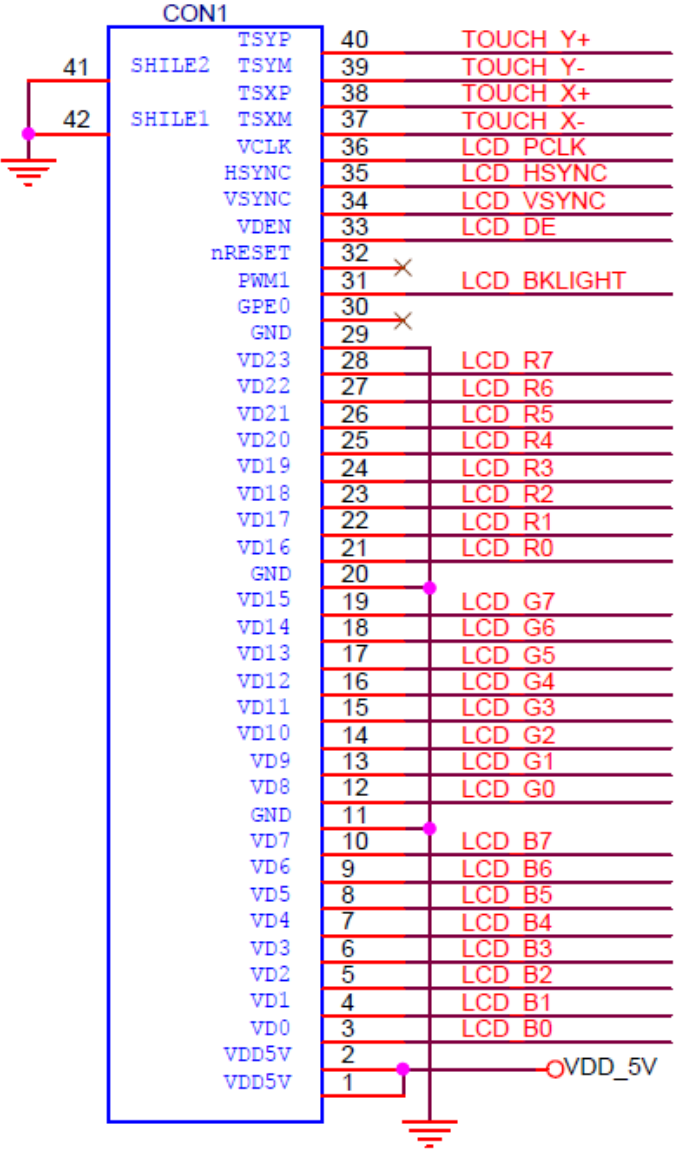 CON1
TSYP 40 TOUCH Y+
41 SHILE2 TSYM 39 TOUCH Y-
TSXP 38 TOUCH X+
42 SHILE1 TSXM 37 TOUCH X-
VCLK 36 LCD PCLK
HSYNC 35 LCD HSYNC
VSYNC 34 LCD VSYNC
VDEN 33 LCD DE
nRESET 32
PWM1 31 LCD BKLIGHT
GPE0 30
GND 29
VD23 28 LCD R7
VD22 27 LCD R6
VD21 26 LCD R5
VD20 25 LCD R4
VD19 24 LCD R3
VD18 23 LCD R2
VD17 22 LCD R1
VD16 21 LCD R0
GND 20
VD15 19 LCD G7
VD14 18 LCD G6
VD13 17 LCD G5
VD12 16 LCD G4
VD11 15 LCD G3
VD10 14 LCD G2
VD9 13 LCD G1
VD8 12 LCD G0
GND 11
VD7 10 LCD B7
VD6 9 LCD B6
VD5 8 LCD B5
VD4 7 LCD B4
VD3 6 LCD B3
VD2 5 LCD B2
VD1 4 LCD B1
VD0 3 LCD B0
VDD5V 2 VDD_5V
VDD5V 1